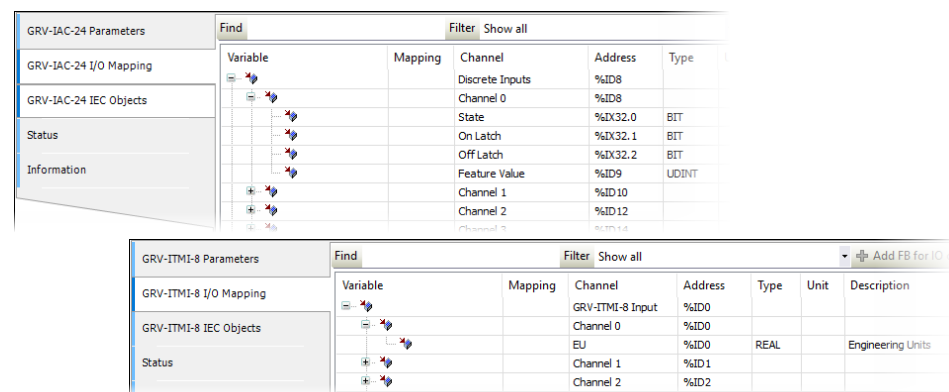 GRV-IAC-24 Parameters
GRV-IAC-24 I/O Mapping
GRV-IAC-24 IEC Objects
Status
Information
Find Filter Show all
Variable Mapping Channel Address Type
Discrete Inputs %ID8
Channel 0 %ID8
State %IX32.0 BIT
On Latch %IX32.1 BIT
Off Latch %IX32.2 BIT
Feature Value %ID9 UDINT
Channel 1 %ID10
Channel 2 %ID12
Channel 3 %ID14
GRV-ITMI-8 Parameters
GRV-ITMI-8 I/O Mapping
GRV-ITMI-8 IEC Objects
Status
Find Filter Show all Add FB for IO
Variable Mapping Channel Address Type Unit Description
GRV-ITMI-8 Input %ID0
Channel 0 %ID0
EU %ID0 REAL Engineering Units
Channel 1 %ID1
Channel 2 %ID2